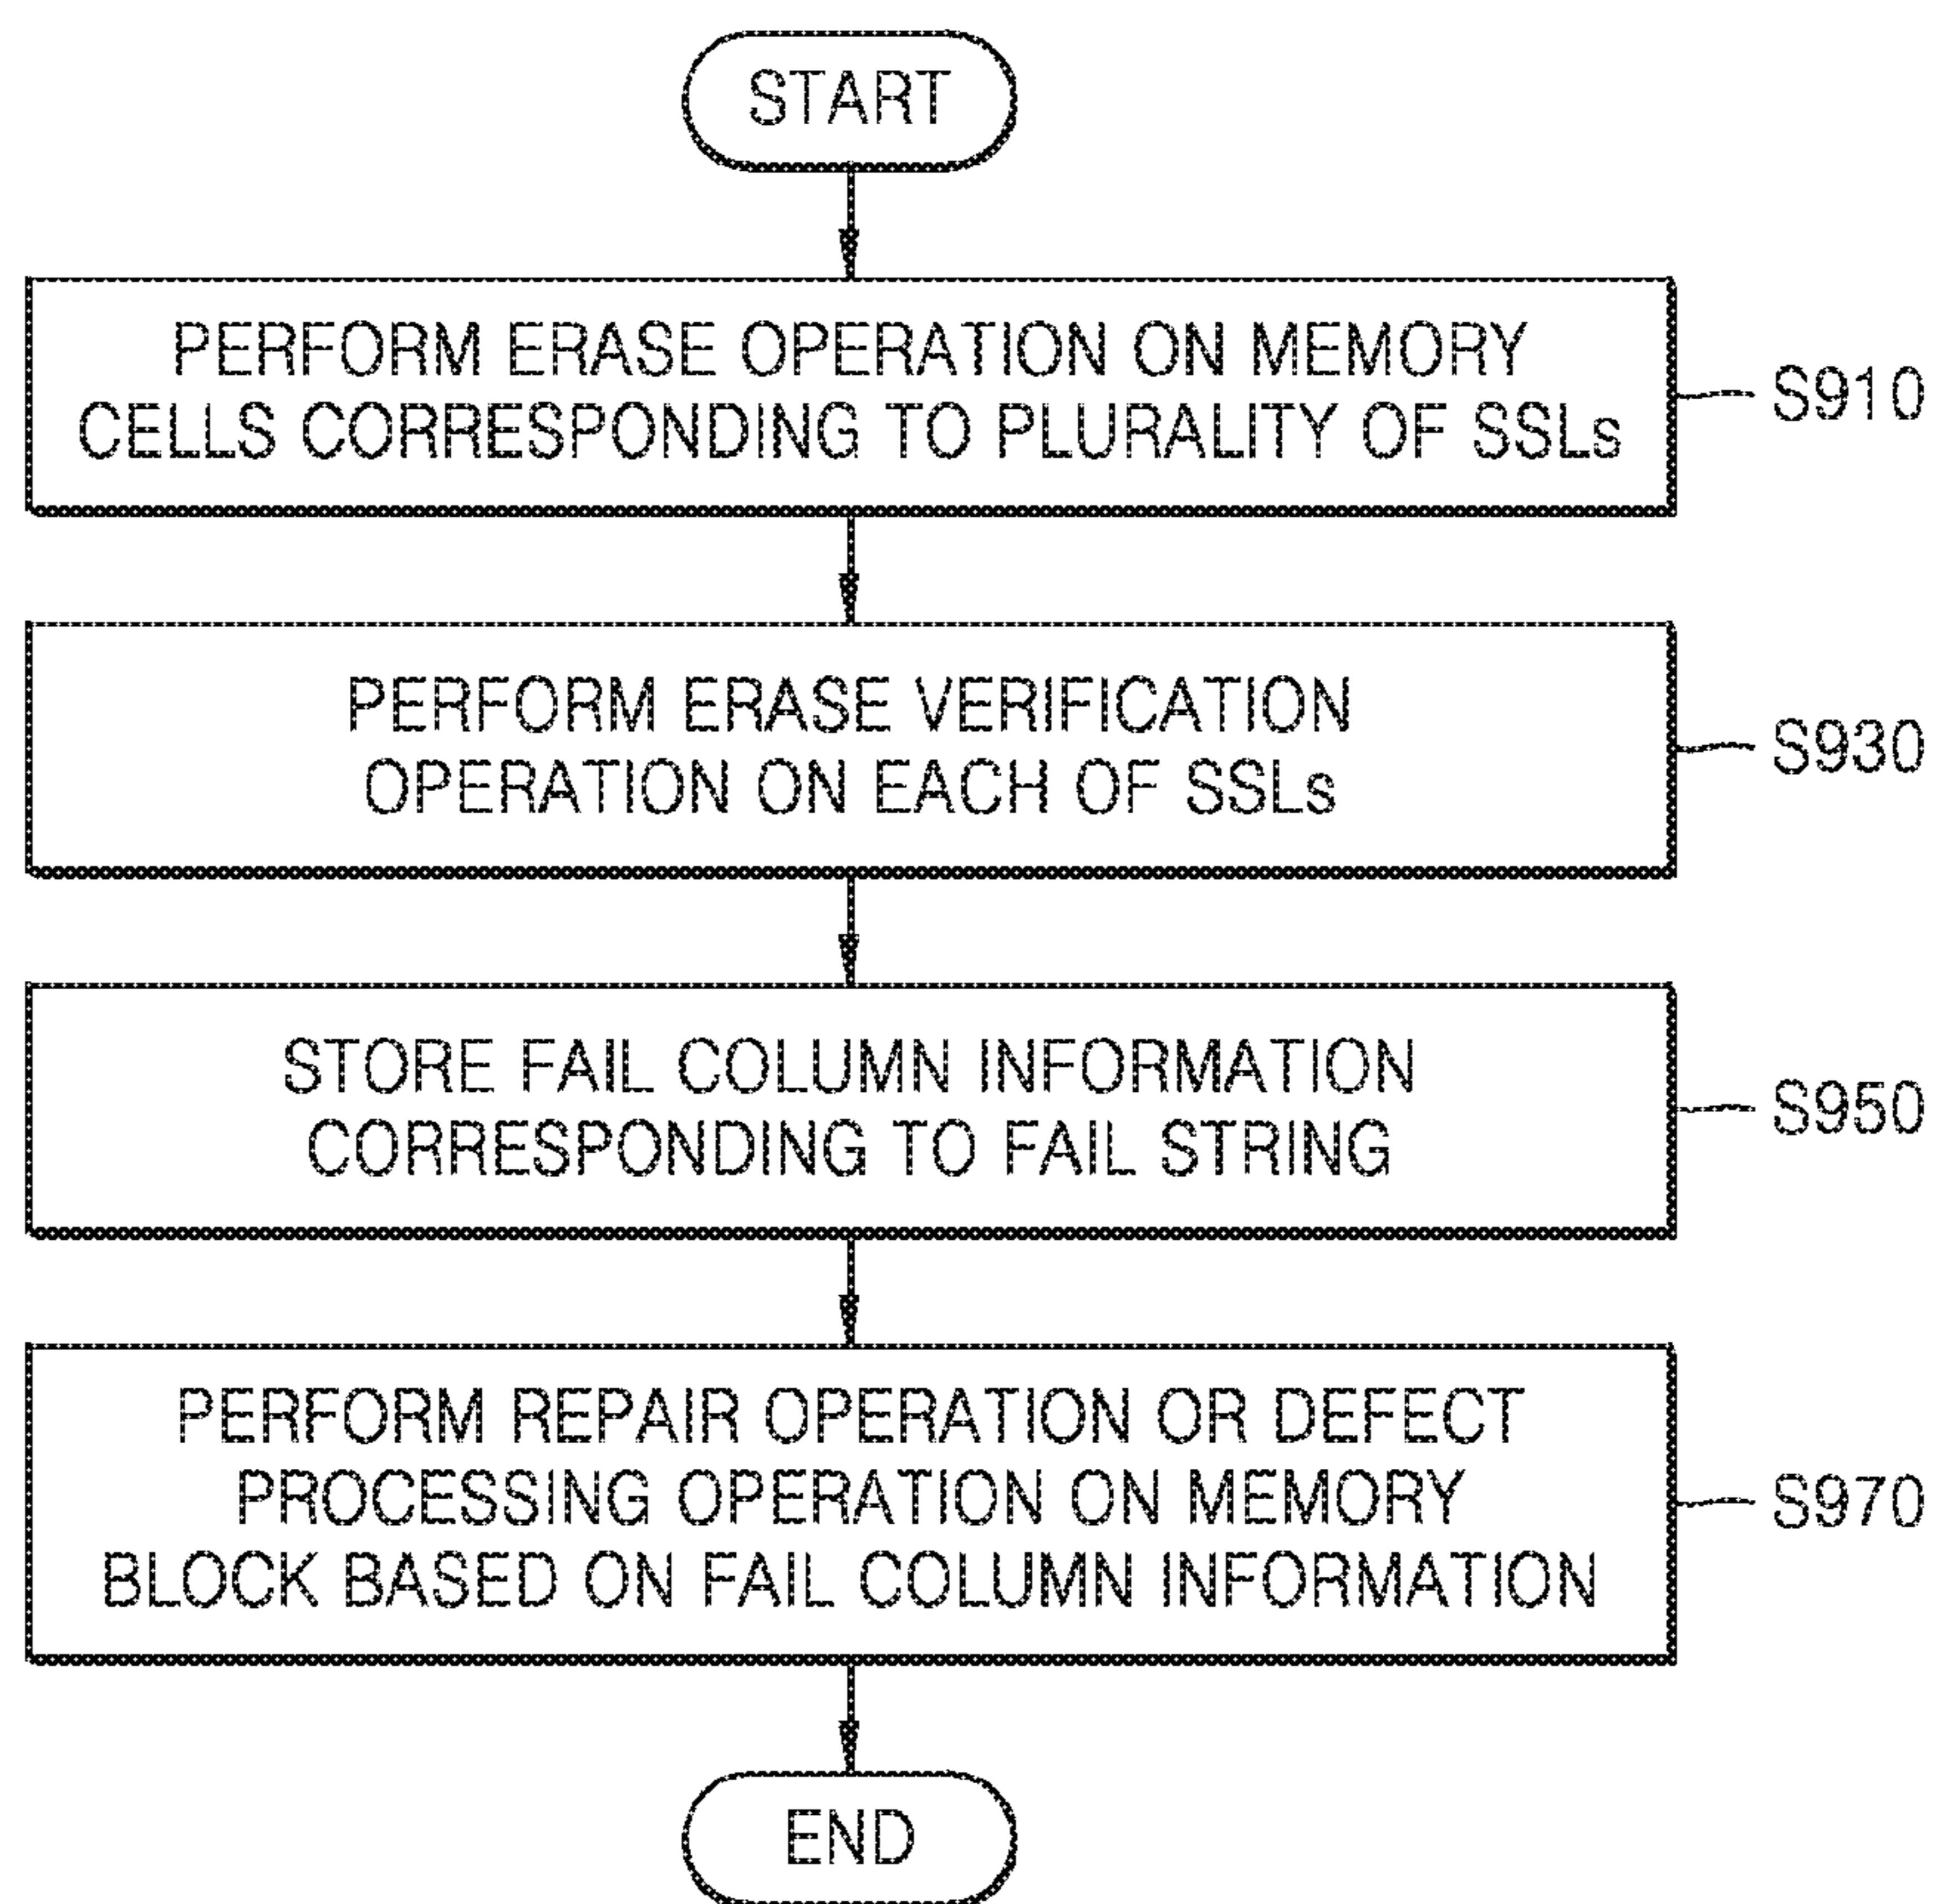 START
PERFORM ERASE OPERATION ON MEMORY
CELLS CORRESPONDING TO PLURALITY OF SSLs
S910
PERFORM ERASE VERIFICATION
OPERATION ON EACH OF SSLs
S930
STORE FAIL COLUMN INFORMATION
CORRESPONDING TO FAIL STRING
S950
PERFORM REPAIR OPERATION OR DEFECT
PROCESSING OPERATION ON MEMORY
BLOCK BASED ON FAIL COLUMN INFORMATION
S970
END